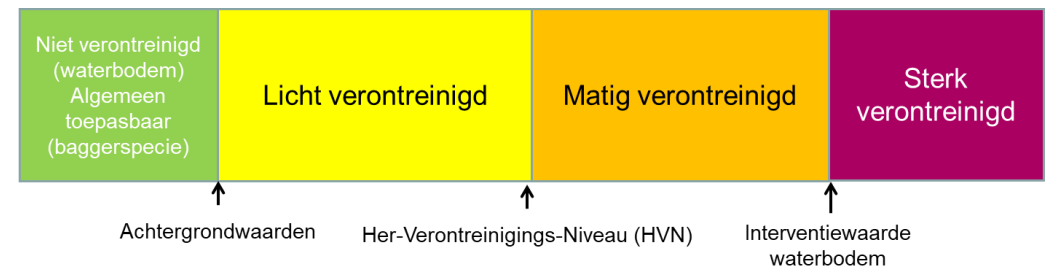 Niet verontreinigd
(waterbodem)
Algemeen
toepasbaar
(baggerspecie)
Licht verontreinigd
Matig verontreinigd
Sterk
verontreinigd
Achtergrondwaarden
Her-Verontreinigings-Niveau (HVN)
Interventiewaarde
waterbodem